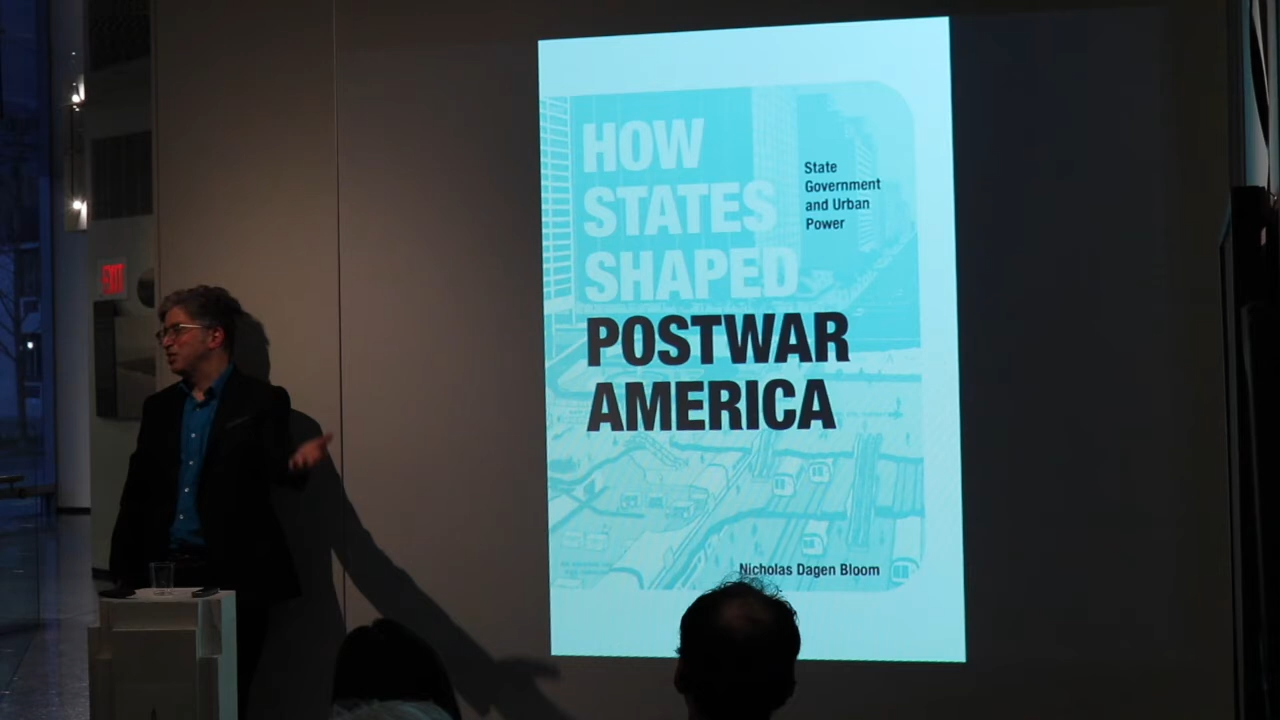 EXIT
HOW
STATES
SHAPED
POSTWAR
AMERICA
State
Government
and Urban
Power
Nicholas Dagen Bloom